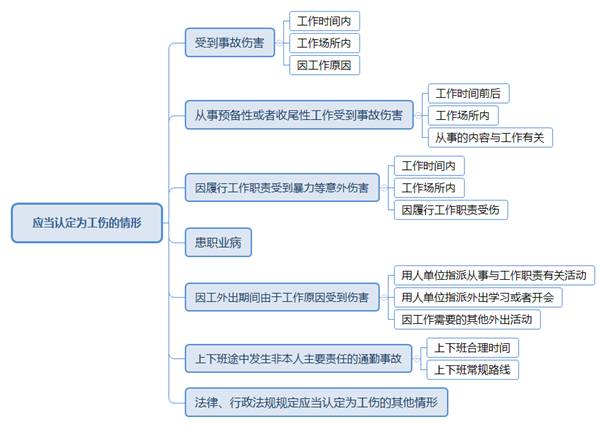 应当认定为工伤的情形
受到事故伤害
工作时间内
工作场所内
因工作原因
从事预备性或者收尾性工作受到事故伤害
工作时间前后
工作场所内
从事的内容与工作有关
因履行工作职责受到暴力等意外伤害
工作时间内
工作场所内
因履行工作职责受伤
患职业病
因工外出期间由于工作原因受到伤害
用人单位指派从事与工作职责有关活动
用人单位指派外出学习或者开会
因工作需要的其他外出活动
上下班途中发生非本人主要责任的通勤事故
上下班合理时间
上下班常规路线
法律、行政法规规定应当认定为工伤的其他情形